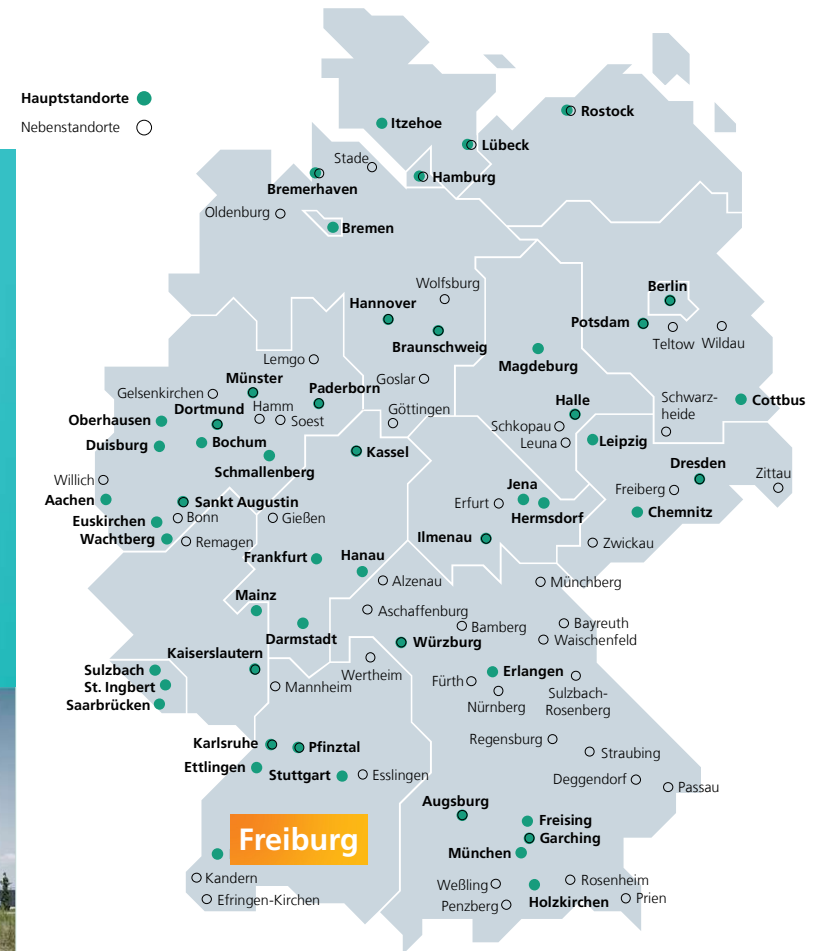 Hauptstandorte
Nebenstandorte
Rostock
Itzehoe
Lübeck
Stade
Hamburg
Bremerhaven
Oldenburg
Bremen
Wolfsburg
Berlin
Hannover
Potsdam
Braunschweig
Teltow
Wildau
Lemgo
Magdeburg
Münster
Goslar
Gelsenkirchen
Paderborn
Dortmund
Hamm
Göttingen
Halle
Schwarz-
heide
Cottbus
Oberhausen
Soest
Schkopau
Duisburg
Bochum
Leuna
Leipzig
Kassel
Schmallenberg
Dresden
Willich
Jena
Zittau
Aachen
Sankt Augustin
Erfurt
Freiberg
Euskirchen
Bonn
Gießen
Hermsdorf
Chemnitz
Wachtberg
Remagen
Ilmenau
Zwickau
Frankfurt
Hanau
Alzenau
Münchberg
Mainz
Aschaffenburg
Bamberg
Bayreuth
Darmstadt
Würzburg
Waischenfeld
Kaiserslautern
Sulzbach
Wertheim
Erlangen
St. Ingbert
Mannheim
Fürth
Sulzbach-
Rosenberg
Saarbrücken
Nürnberg
Karlsruhe
Pfinztal
Regensburg
Straubing
Ettlingen
Stuttgart
Esslingen
Deggendorf
Passau
Augsburg
Freising
Freiburg
Garching
München
Kandern
Weßling
Rosenheim
Efringen-Kirchen
Penzberg
Holzkirchen
Prien